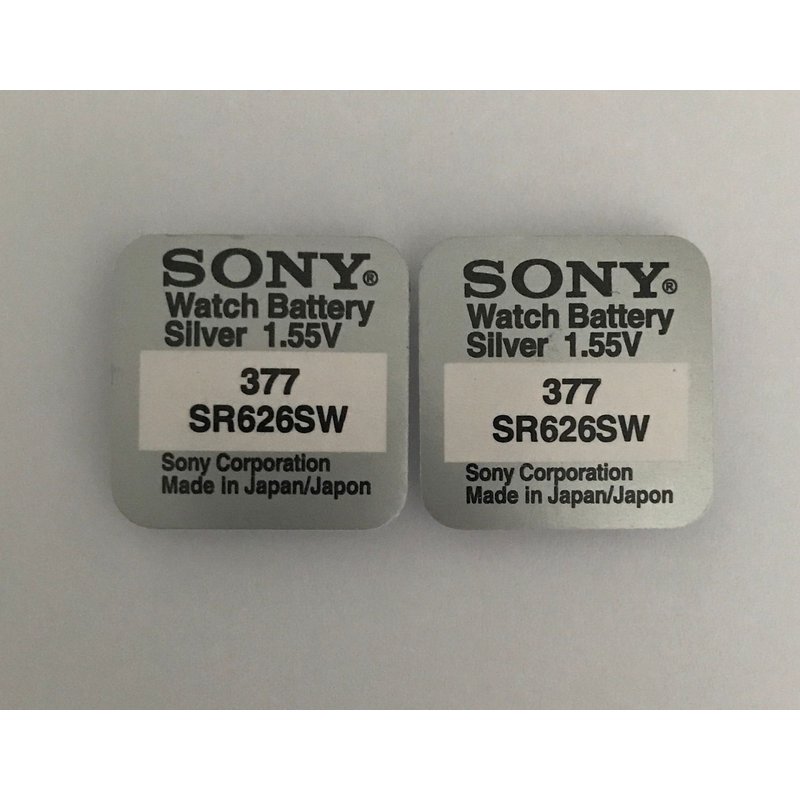 SONY®
Watch Battery
Silver 1.55V
377
SR626SW
Sony Corporation
Made in Japan/Japon
SONY®
Watch Battery
Silver 1.55V
377
SR626SW
Sony Corporation
Made in Japan/Japon